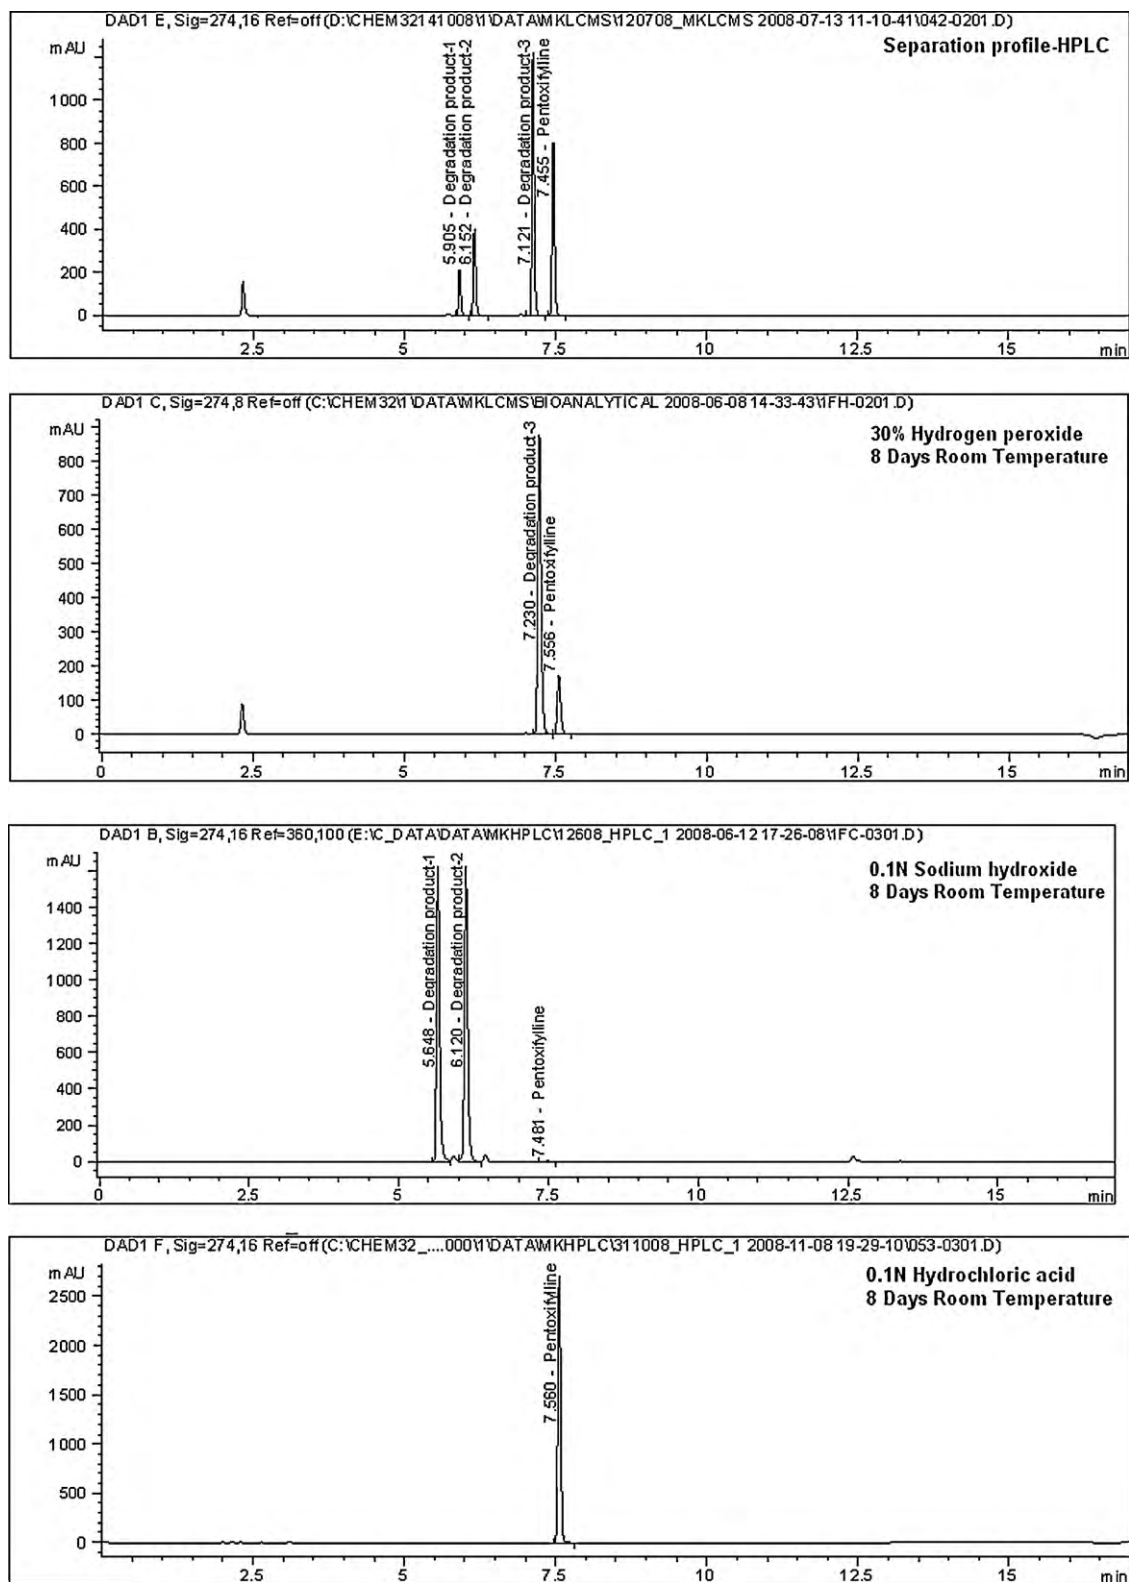 DAD1 E, Sig=274,16 Ref=off (D:\CHEM32\141008\1\DATA\MKLCMS\120708_MKLCMS 2008-07-13 11-10-41\042-0201.D)
mAU
Separation profile-HPLC
5.905 - Degradation product-1
6.152 - Degradation product-2
7.121 - Degradation product-3
7.455 - Pentoxifylline
1000
800
600
400
200
0
2.5 5 7.5 10 12.5 15 min
DAD1 C, Sig=274,8 Ref=off (C:\CHEM32\1\DATA\MKLCMS\BIOANALYTICAL 2008-06-08 14-33-43\1FH-0201.D)
mAU
30% Hydrogen peroxide
8 Days Room Temperature
7.230 - Degradation product-3
7.556 - Pentoxifylline
800
700
600
500
400
300
200
100
0
0 2.5 5 7.5 10 12.5 15 min
DAD1 B, Sig=274,16 Ref=360,100 (E:\C_DATA\DATA\MKHPLC\12608_HPLC_1 2008-06-12 17-26-08\1FC-0301.D)
mAU
0.1N Sodium hydroxide
8 Days Room Temperature
5.648 - Degradation product-1
6.120 - Degradation product-2
7.481 - Pentoxifylline
1400
1200
1000
800
600
400
200
0
0 2.5 5 7.5 10 12.5 15 min
DAD1 F, Sig=274,16 Ref=off (C:\CHEM32_....000\1\DATA\MKHPLC\311008_HPLC_1 2008-11-08 19-29-10\053-0301.D)
mAU
0.1N Hydrochloric acid
8 Days Room Temperature
7.560 - Pentoxifylline
2500
2000
1500
1000
500
0
2.5 5 7.5 10 12.5 15 min